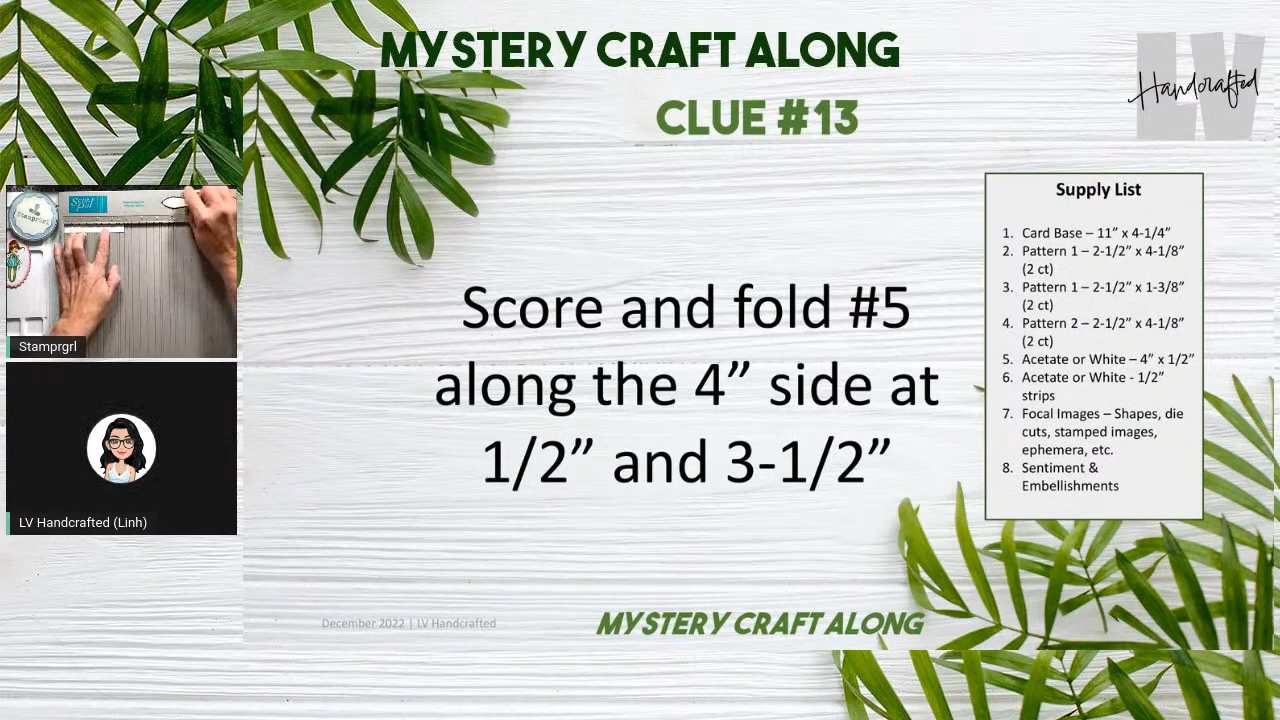 MYSTERY CRAFT ALONG
CLUE #13
Handcrafted
Supply List
1. Card Base – 11” x 4-1/4”
2. Pattern 1 – 2-1/2” x 4-1/8”
(2 ct)
3. Pattern 1 – 2-1/2” x 1-3/8”
(2 ct)
4. Pattern 2 – 2-1/2” x 4-1/8”
(2 ct)
5. Acetate or White – 4” x 1/2”
6. Acetate or White - 1/2”
strips
7. Focal Images – Shapes, die
cuts, stamped images,
ephemera, etc.
8. Sentiment &
Embellishments
Score and fold #5
along the 4” side at
1/2” and 3-1/2”
Scor
Pal
stamprgrl
Stamprgrl
LV Handcrafted (Linh)
December 2022 | LV Handcrafted
MYSTERY CRAFT ALONG